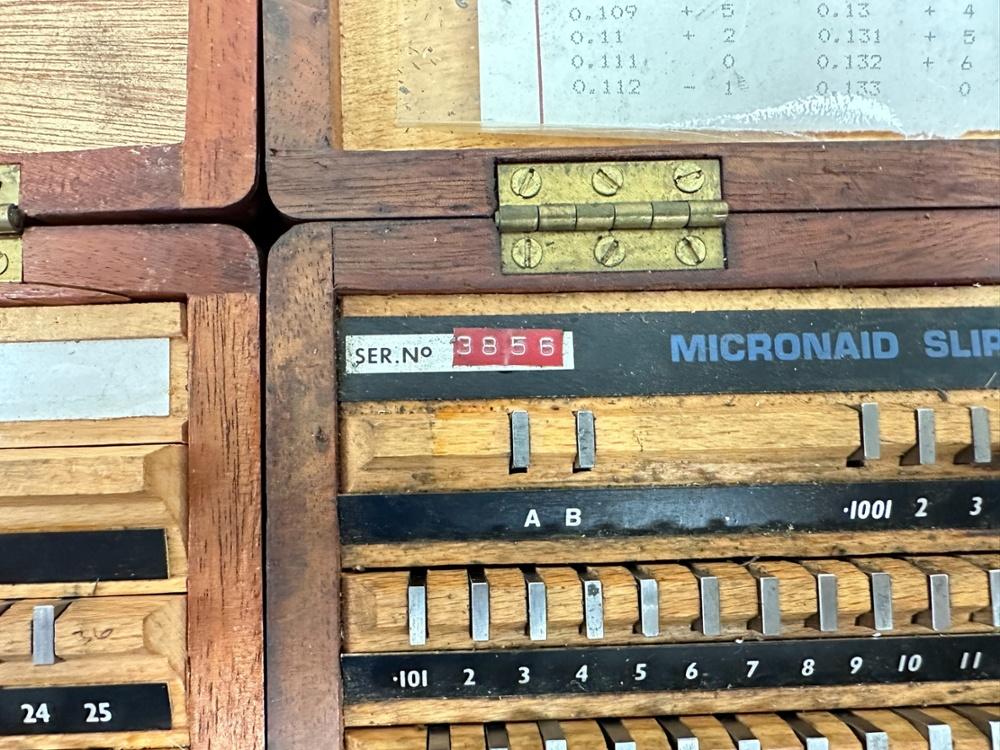 0.109 + 5 0.13 + 4
0.11 + 2 0.131 + 5
0.111 0 0.132 + 6
0.112 - 1 0.133 0
SER.Nº 3856
MICRONAID SLIP
A B ·1001 2 3
·101 2 3 4 5 6 7 8 9 10 11
36
24 25